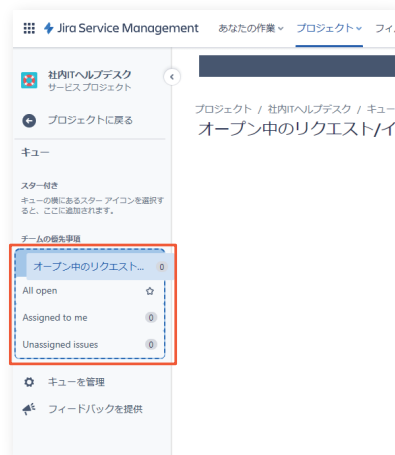 Jira Service Management あなたの作業 プロジェクト フィ
社内ITヘルプデスク
サービス プロジェクト
プロジェクトに戻る
プロジェクト / 社内ITヘルプデスク / キュー
オープン中のリクエスト/イ
キュー
スター付き
キューの横にあるスター アイコンを選択す
ると、ここに追加されます。
チームの優先事項
オープン中のリクエスト... 0
All open
Assigned to me 0
Unassigned issues 0
キューを管理
フィードバックを提供